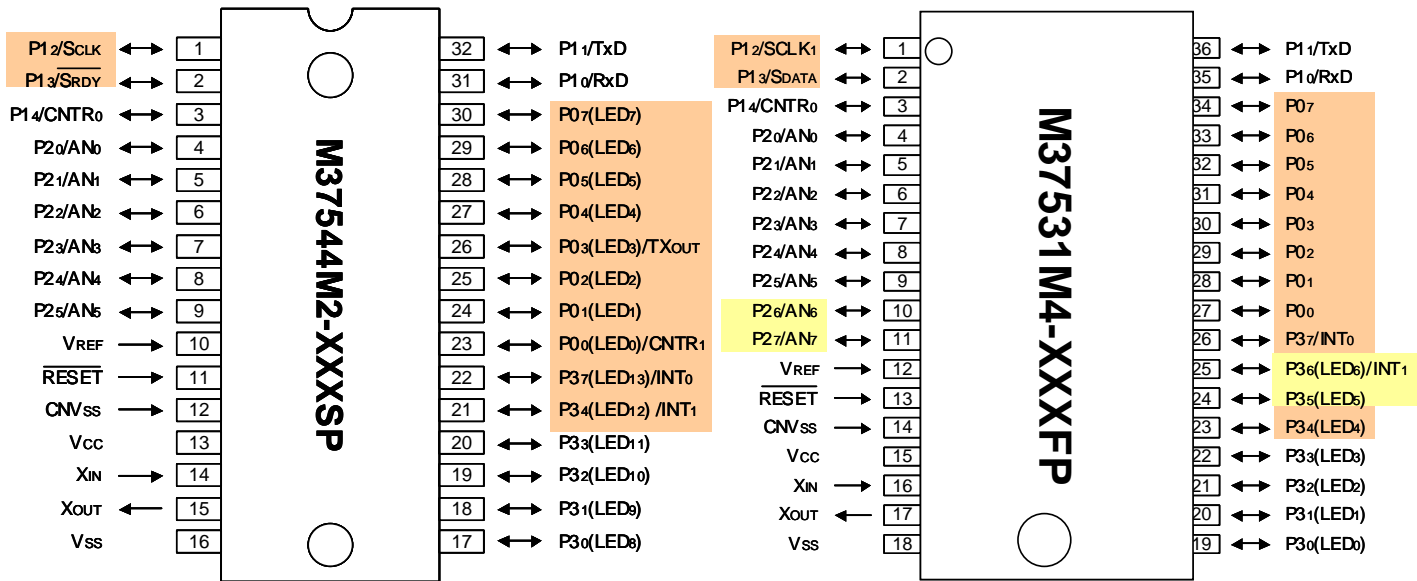 P12/SCLK 1 32 P11/TxD
P13/SRDY 2 31 P10/RxD
P14/CNTR0 3 30 P07(LED7)
P20/AN0 4 29 P06(LED6)
P21/AN1 5 28 P05(LED5)
P22/AN2 6 27 P04(LED4)
P23/AN3 7 26 P03(LED3)/TXOUT
P24/AN4 8 25 P02(LED2)
P25/AN5 9 24 P01(LED1)
VREF 10 23 P00(LED0)/CNTR1
RESET 11 22 P37(LED13)/INT0
CNVSS 12 21 P34(LED12) /INT1
VCC 13 20 P33(LED11)
XIN 14 19 P32(LED10)
XOUT 15 18 P31(LED9)
VSS 16 17 P30(LED8)
M37544M2-XXXSP
P12/SCLK1 1 36 P11/TxD
P13/SDATA 2 35 P10/RxD
P14/CNTR0 3 34 P07
P20/AN0 4 33 P06
P21/AN1 5 32 P05
P22/AN2 6 31 P04
P23/AN3 7 30 P03
P24/AN4 8 29 P02
P25/AN5 9 28 P01
P26/AN6 10 27 P00
P27/AN7 11 26 P37/INT0
VREF 12 25 P36(LED6)/INT1
RESET 13 24 P35(LED5)
CNVSS 14 23 P34(LED4)
VCC 15 22 P33(LED3)
XIN 16 21 P32(LED2)
XOUT 17 20 P31(LED1)
VSS 18 19 P30(LED0)
M37531M4-XXXFP